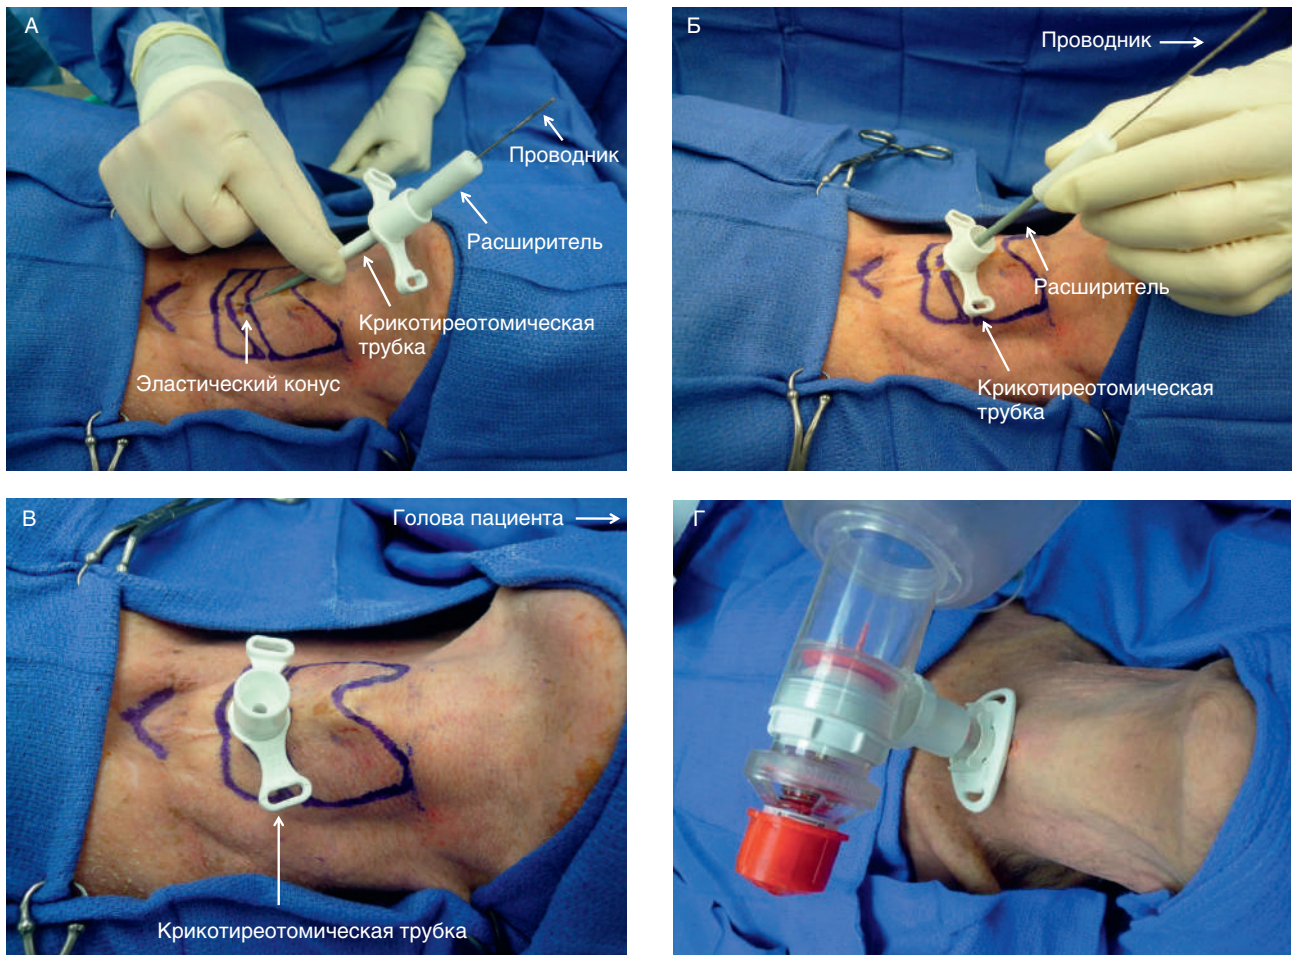 А
Проводник
Расширитель
Крикотиреотомическая
трубка
Эластический конус
Б
Проводник
Расширитель
Крикотиреотомическая
трубка
В
Голова пациента
Крикотиреотомическая трубка
Г